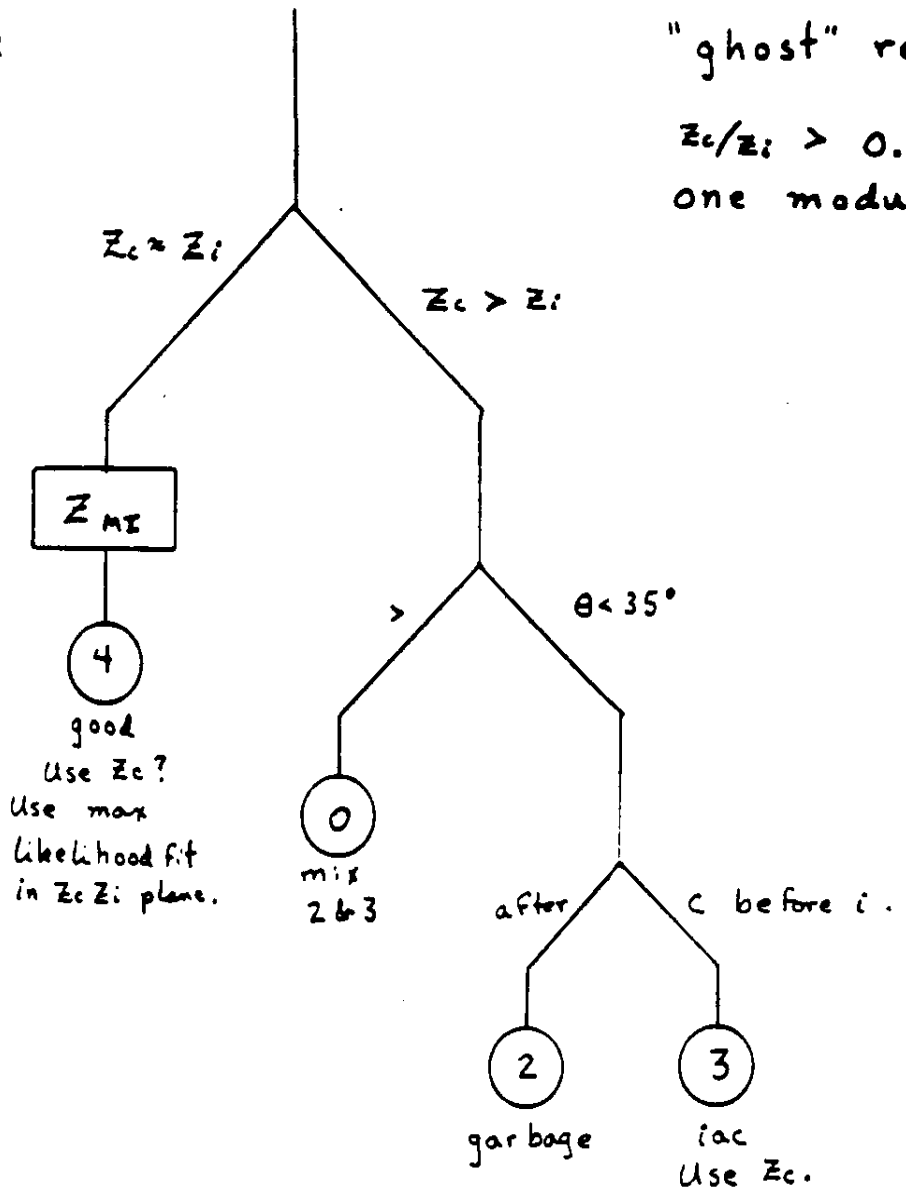 "ghost"
Zc/Zi > 0.
one modu
Zc ≈ Zi
Zc > Zi
Z MI
> 
θ < 35°
4
good
Use Zc?
Use max
likelihood fit
in Zc Zi plane.
0
mix
2 & 3
after
C before i.
2
3
garbage
iac
Use Zc.